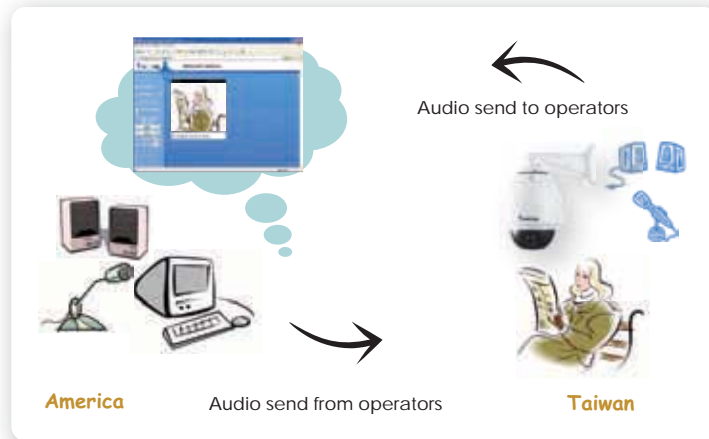 Audio send to operators
America
Audio send from operators
Taiwan